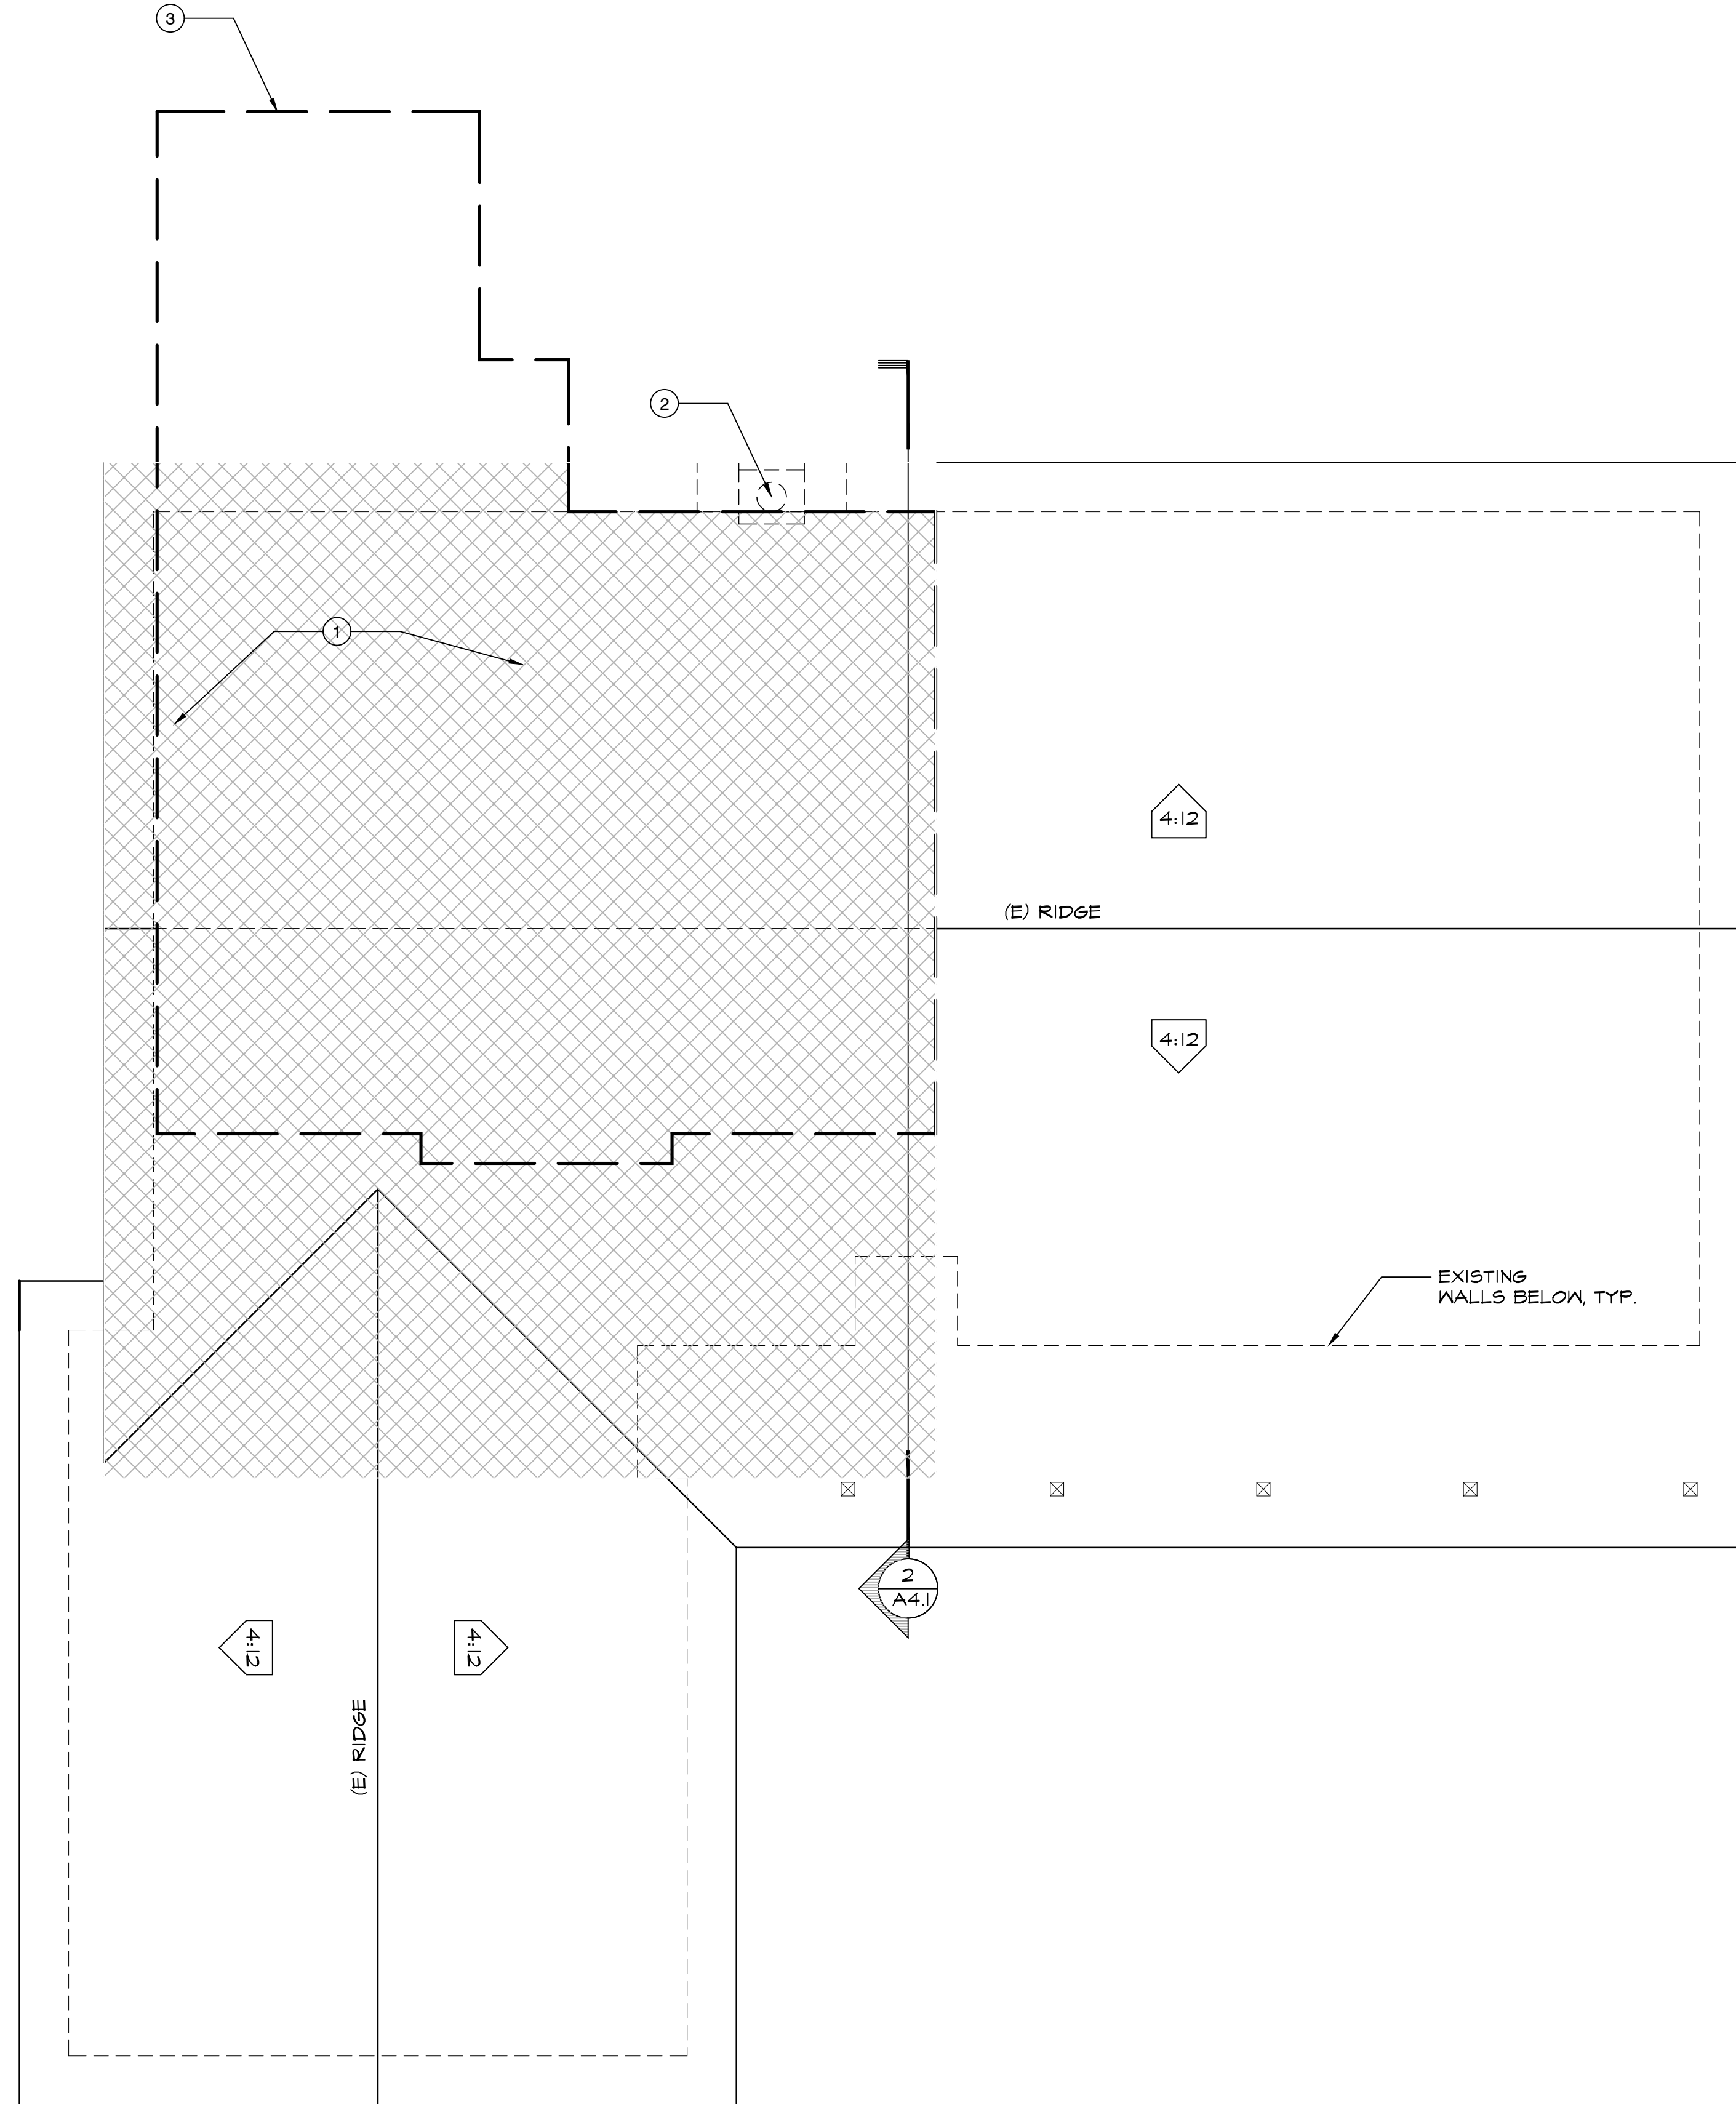 3
2
1
4:12
(E) RIDGE
4:12
EXISTING
WALLS BELOW, TYP.
2
A4.1
4:12
4:12
(E) RIDGE